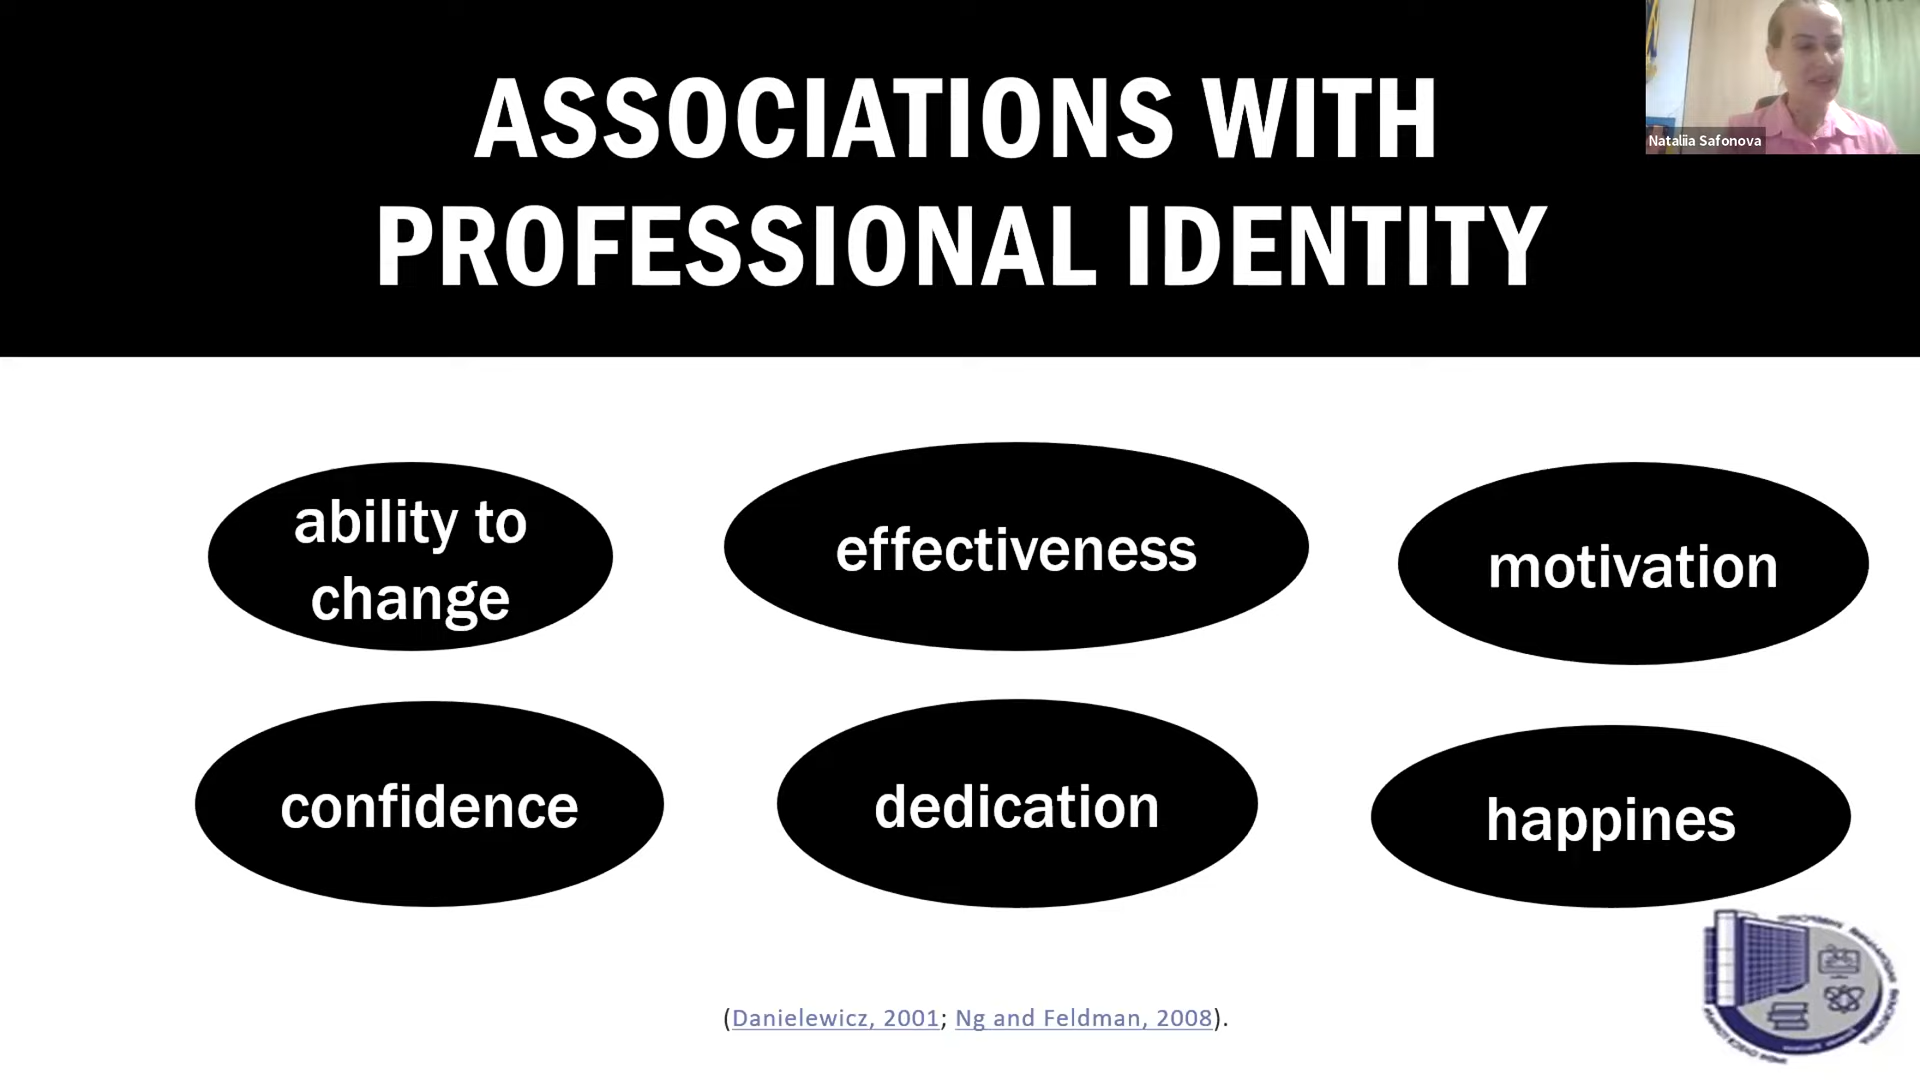 ASSOCIATIONS WITH
PROFESSIONAL IDENTITY
Nataliia Safonova
ability to
change
effectiveness
motivation
confidence
dedication
happines
(Danielewicz, 2001; Ng and Feldman, 2008).